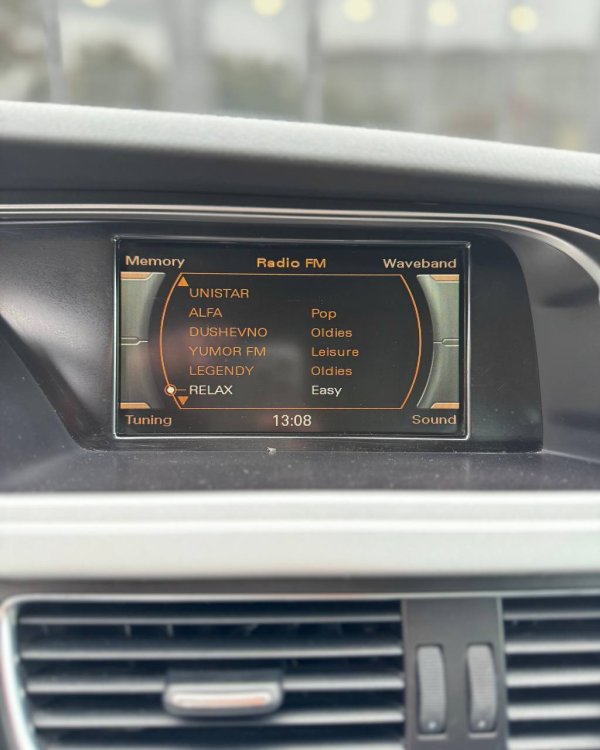 Memory Radio FM Waveband
UNISTAR
ALFA Pop
DUSHEVNO Oldies
YUMOR FM Leisure
LEGENDY Oldies
RELAX Easy
Tuning 13:08 Sound